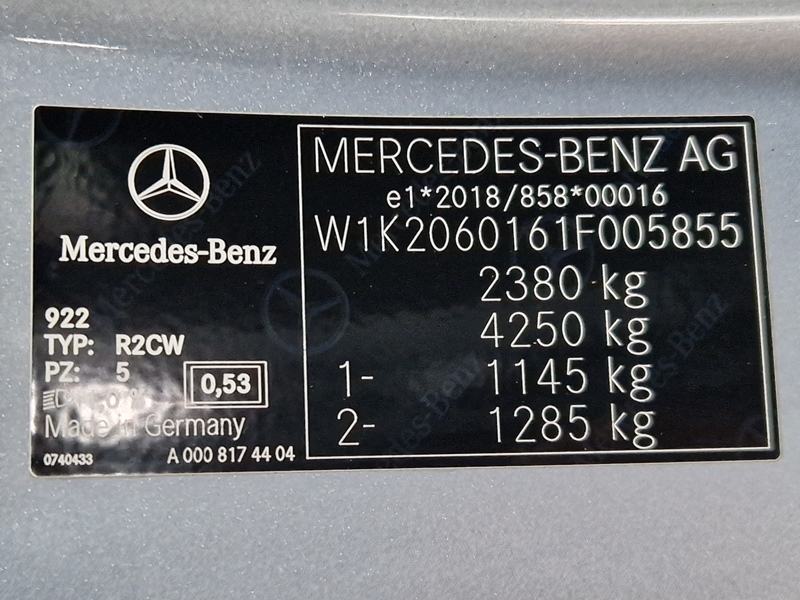 Mercedes-Benz
922
TYP: R2CW
PZ: 5
0,53
Made in Germany
0740433
A 000 817 44 04
MERCEDES-BENZ AG
e1*2018/858*00016
W1K2060161F005855
2380 kg
4250 kg
1- 1145 kg
2- 1285 kg